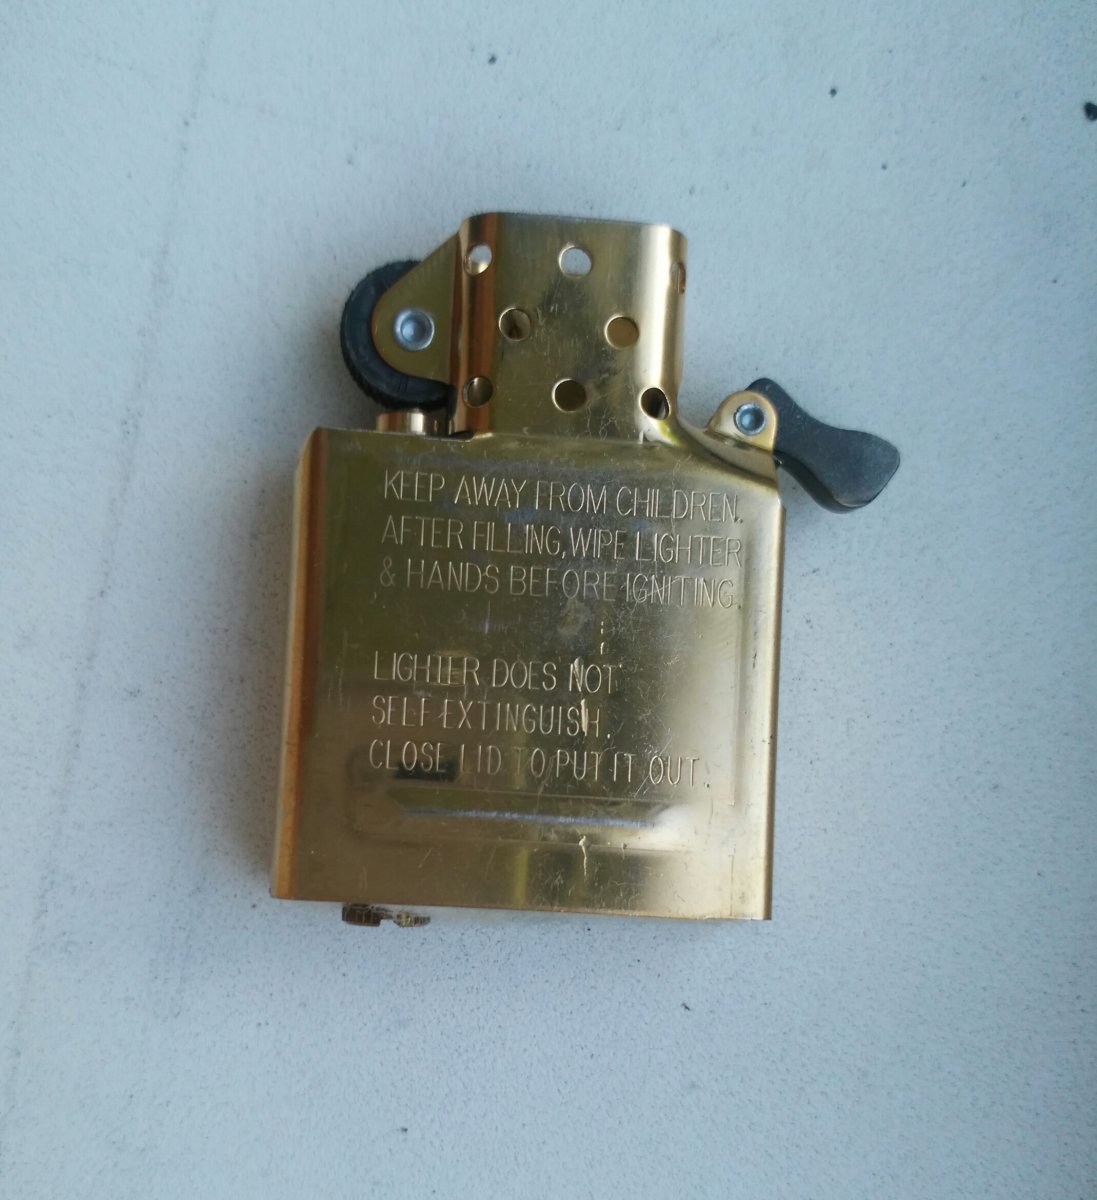 KEEP AWAY FROM CHILDREN.
AFTER FILLING, WIPE LIGHTER
& HANDS BEFORE IGNITING.
LIGHTER DOES NOT
SELF-EXTINGUISH.
CLOSE LID TO PUT IT OUT.